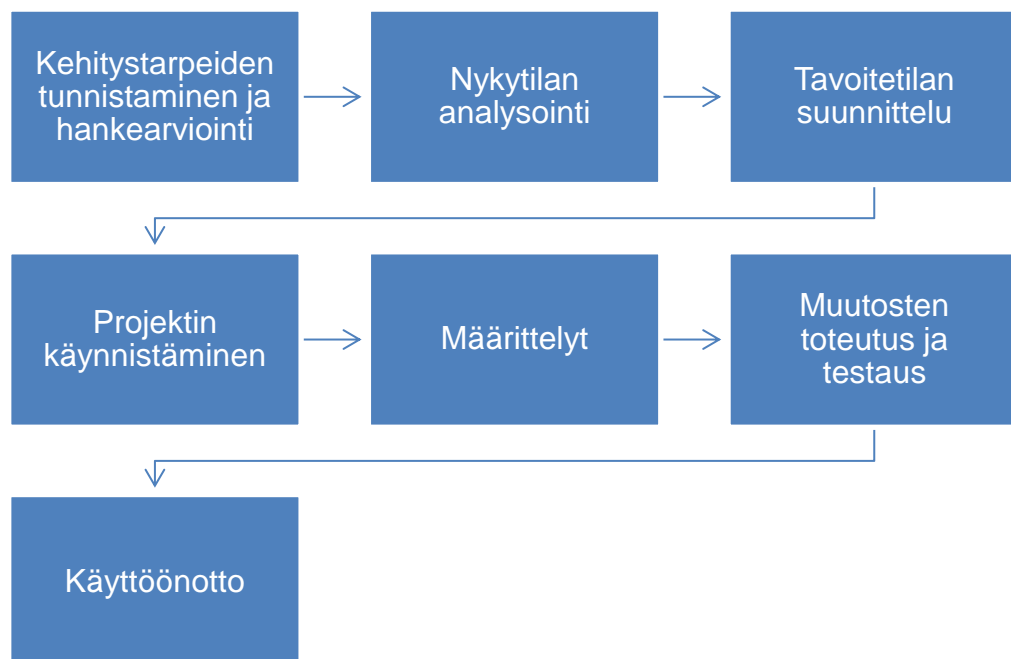 Kehitystarpeiden
tunnistaminen ja
hankearviointi
Nykytilan
analysointi
Tavoitetilan
suunnittelu
Projektin
käynnistäminen
Määrittelyt
Muutosten
toteutus ja
testaus
Käyttöönotto